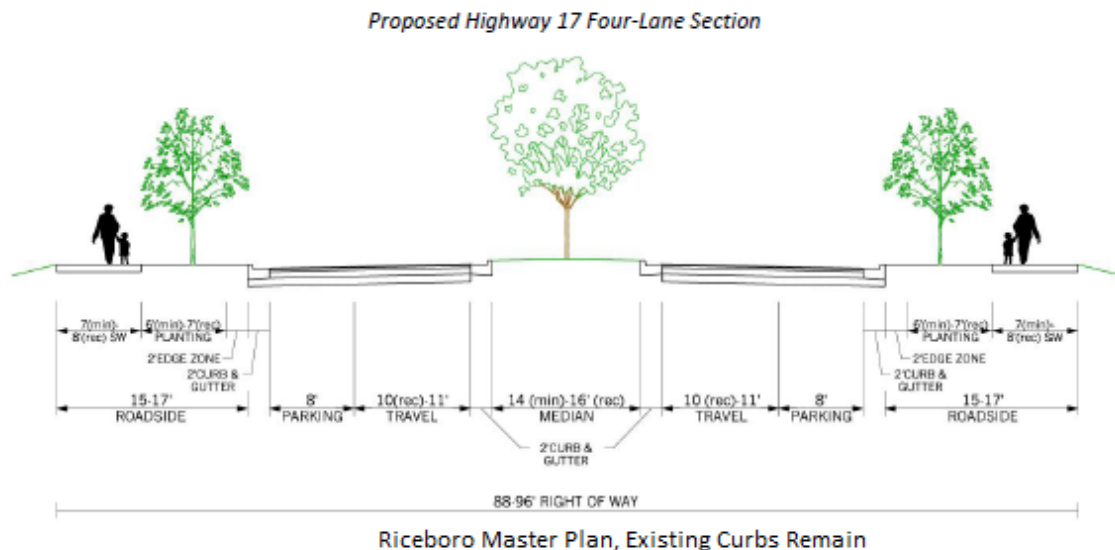 Proposed Highway 17 Four-Lane Section
7'(min)-
8'(rec) SW
6'(min)-7'(rec)
PLANTING
2'EDGE ZONE
2'CURB &
GUTTER
15-17'
ROADSIDE
8'
PARKING
10(rec)-11'
TRAVEL
14 (min)-16' (rec)
MEDIAN
2'CURB &
GUTTER
10 (rec)-11'
TRAVEL
8'
PARKING
6'(min)-7'(rec)
PLANTING
7'(min)-
8'(rec) SW
2'EDGE ZONE
2'CURB &
GUTTER
15-17'
ROADSIDE
88-96' RIGHT OF WAY
Riceboro Master Plan, Existing Curbs Remain